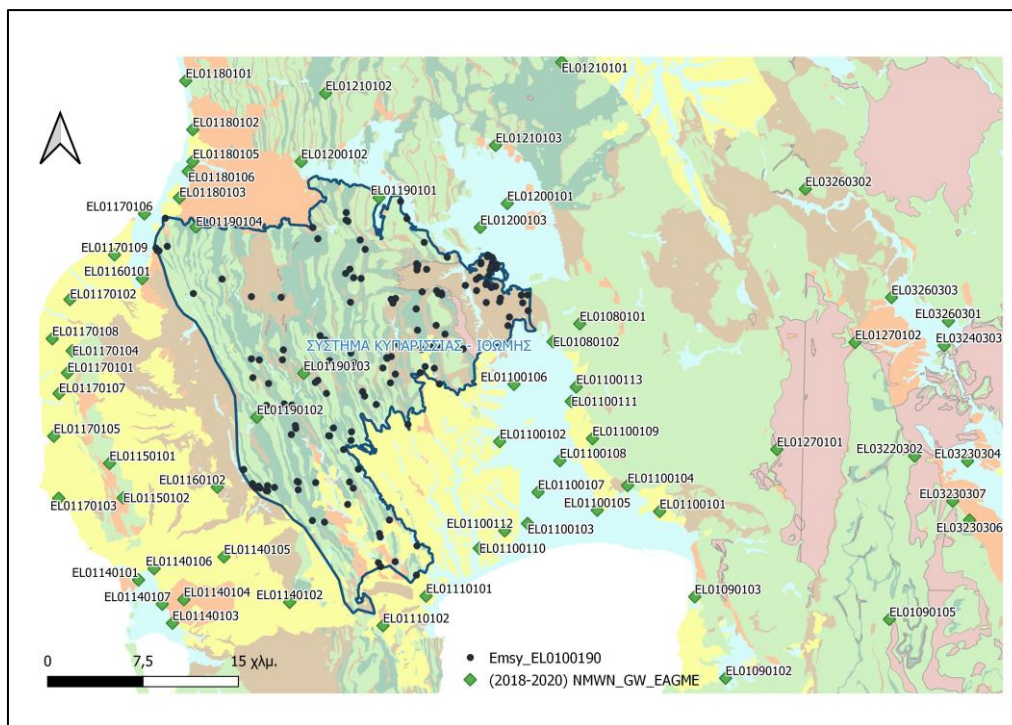 EL01180101
EL01210101
EL01210102
EL01180102
EL01210103
EL01180105
EL01200102
EL01180106
EL03260302
EL01180103
EL01190101
EL01200101
EL01170106
EL01190104
EL01200103
EL01170109
EL01160101
EL01170102
EL03260303
EL01080101
EL03260301
EL01170108
EL01080102
EL01270102
EL03240303
ΣΥΣΤΗΜΑ ΚΥΠΑΡΙΣΣΙΑΣ - ΙΘΩΜΗΣ
EL01170104
EL01170101
EL01190103
EL01170107
EL01100106
EL01100113
EL01100111
EL01190102
EL01170105
EL01100102
EL01100109
EL01270101
EL01150101
EL01100108
EL03220302
EL03230304
EL01160102
EL01150102
EL01100107
EL01100104
EL01170103
EL01100105
EL01100101
EL03230307
EL01100112
EL01100103
EL03230306
EL01100110
EL01140105
EL01140106
EL01140101
EL01140104
EL01140102
EL01110101
EL01090103
EL01140107
EL01140103
EL01110102
EL01090105
EL01090102
0 7,5 15 χλμ.
Emsy_EL0100190
(2018-2020) NMWN_GW_EAGME